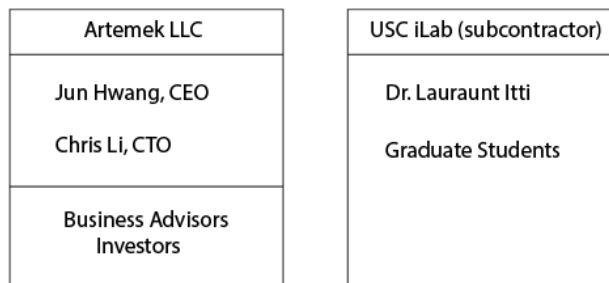 Artemek LLC
Jun Hwang, CEO
Chris Li, CTO
Business Advisors
Investors
USC iLab (subcontractor)
Dr. Lauraunt Itti
Graduate Students